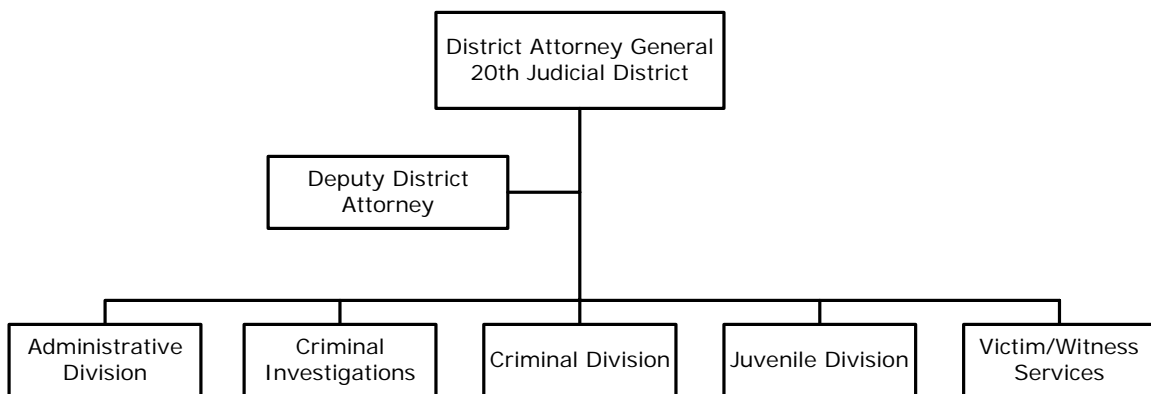 District Attorney General
20th Judicial District
Deputy District
Attorney
Administrative
Division
Criminal
Investigations
Criminal Division
Juvenile Division
Victim/Witness
Services